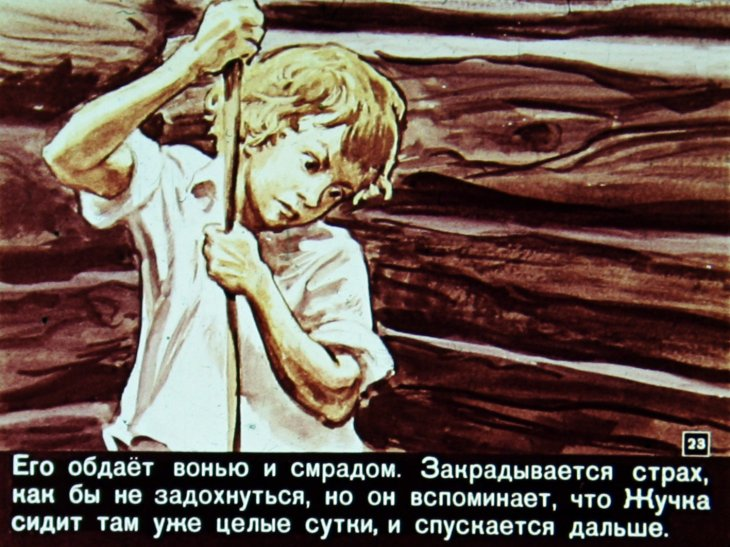 23
Его обдаёт вонью и смрадом. Закрадывается страх,
как бы не задохнуться, но он вспоминает, что Жучка
сидит там уже целые сутки, и спускается дальше.